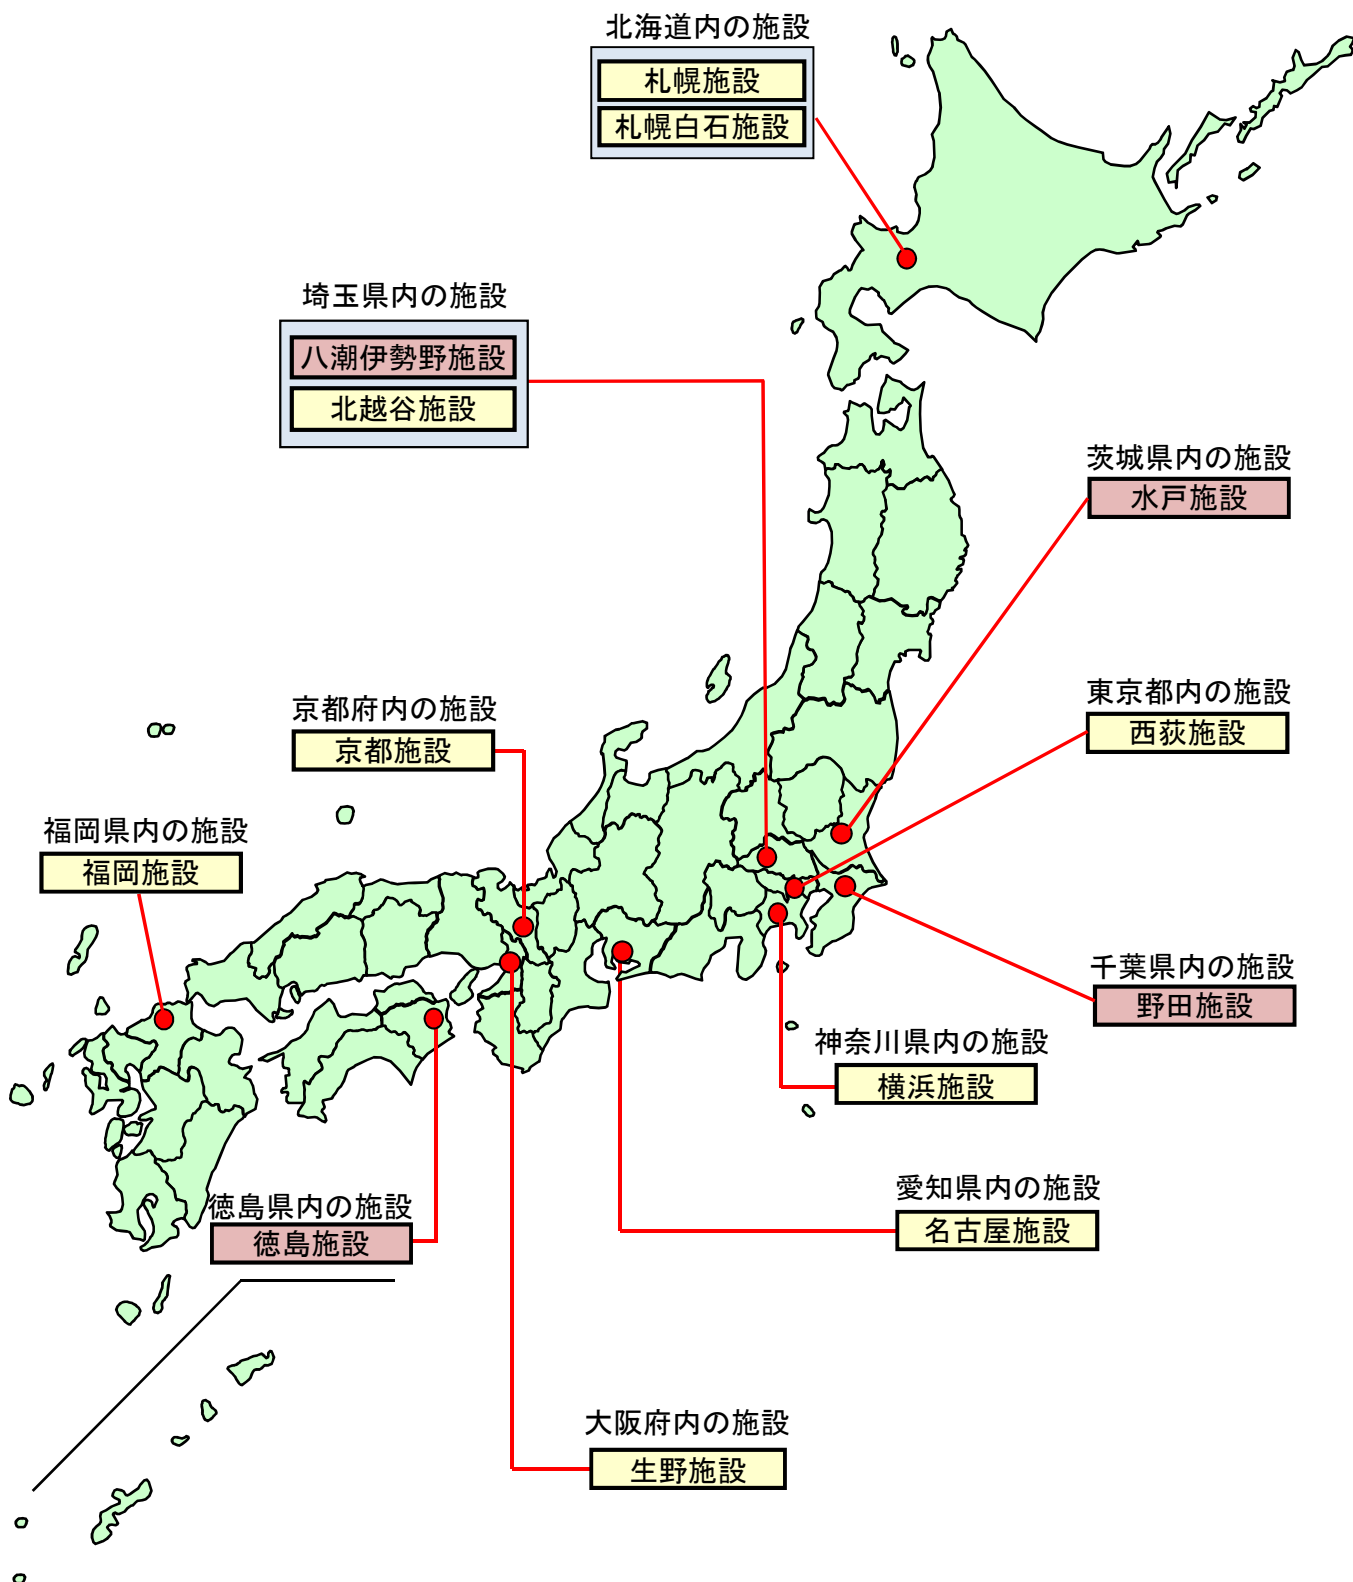 北海道内の施設
札幌施設
札幌白石施設
埼玉県内の施設
八潮伊勢野施設
北越谷施設
茨城県内の施設
水戸施設
東京都内の施設
西荻施設
京都府内の施設
京都施設
福岡県内の施設
福岡施設
千葉県内の施設
野田施設
神奈川県内の施設
横浜施設
愛知県内の施設
名古屋施設
徳島県内の施設
徳島施設
大阪府内の施設
生野施設